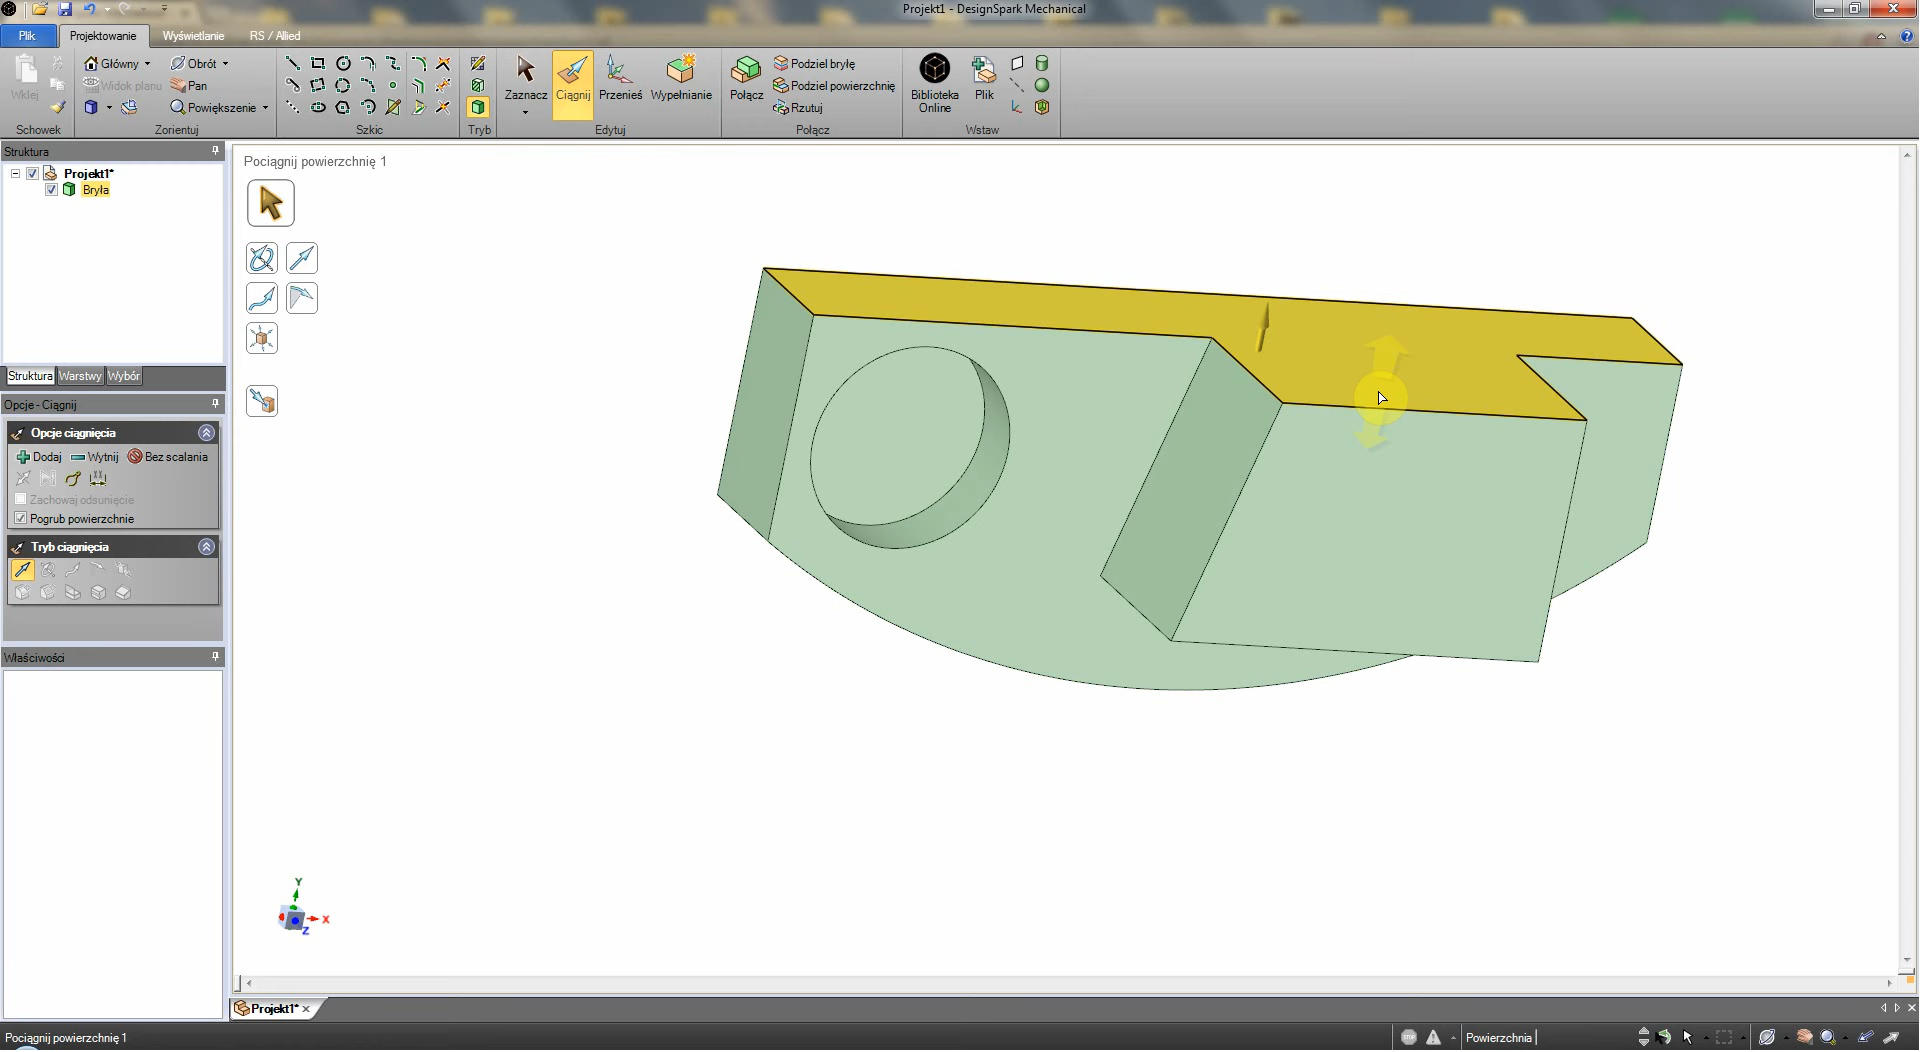 Projekt1 - DesignSpark Mechanical
Plik Projektowanie Wyświetlanie RS / Allied
Wklej
Schowek
Główny Obrót
Widok planu Pan
Powiększenie
Zorientuj
Szkic
Tryb
Zaznacz Ciągnij Przenieś Wypełnianie
Edytuj
Połącz
Podziel bryłę
Podziel powierzchnię
Rzutuj
Połącz
Biblioteka Online
Plik
Wstaw
Struktura
Projekt1*
Bryła
Struktura Warstwy Wybór
Opcje - Ciągnij
Opcje ciągnięcia
Dodaj Wytnij Bez scalania
Zachowaj odsunięcie
Pogrub powierzchnie
Tryb ciągnięcia
Właściwości
Pociągnij powierzchnię 1
Y
X
Z
Projekt1*
Pociągnij powierzchnię 1
Powierzchnia